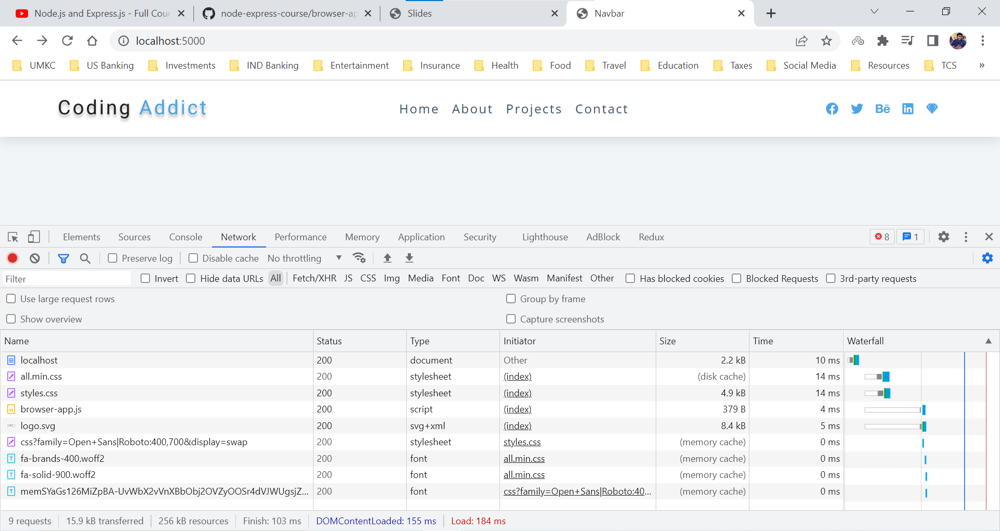 Node.js and Express.js - Full Cour
node-express-course/browser-ap
Slides
Navbar
localhost:5000
UMKC US Banking Investments IND Banking Entertainment Insurance Health Food Travel Education Taxes Social Media Resources TCS »
Coding Addict
Home About Projects Contact
Bē in
Elements Sources Console Network Performance Memory Application Security Lighthouse AdBlock Redux 8 1
Preserve log Disable cache No throttling
Filter Invert Hide data URLs All Fetch/XHR JS CSS Img Media Font Doc WS Wasm Manifest Other Has blocked cookies Blocked Requests 3rd-party requests
Use large request rows Group by frame
Show overview Capture screenshots
Name Status Type Initiator Size Time Waterfall
localhost 200 document Other 2.2 kB 10 ms
all.min.css 200 stylesheet (index) (disk cache) 14 ms
styles.css 200 stylesheet (index) 4.9 kB 14 ms
browser-app.js 200 script (index) 379 B 4 ms
logo.svg 200 svg+xml (index) 8.4 kB 5 ms
css?family=Open+Sans|Roboto:400,700&display=swap 200 stylesheet styles.css (memory cache) 0 ms
fa-brands-400.woff2 200 font all.min.css (memory cache) 0 ms
fa-solid-900.woff2 200 font all.min.css (memory cache) 0 ms
memSYaGs126MiZpBA-UvWbX2vVnXBbObj2OVZyOOSr4dVJWUgsjZ... 200 font css?family=Open+Sans|Roboto:40... (memory cache) 0 ms
9 requests 15.9 kB transferred 256 kB resources Finish: 103 ms DOMContentLoaded: 155 ms Load: 184 ms